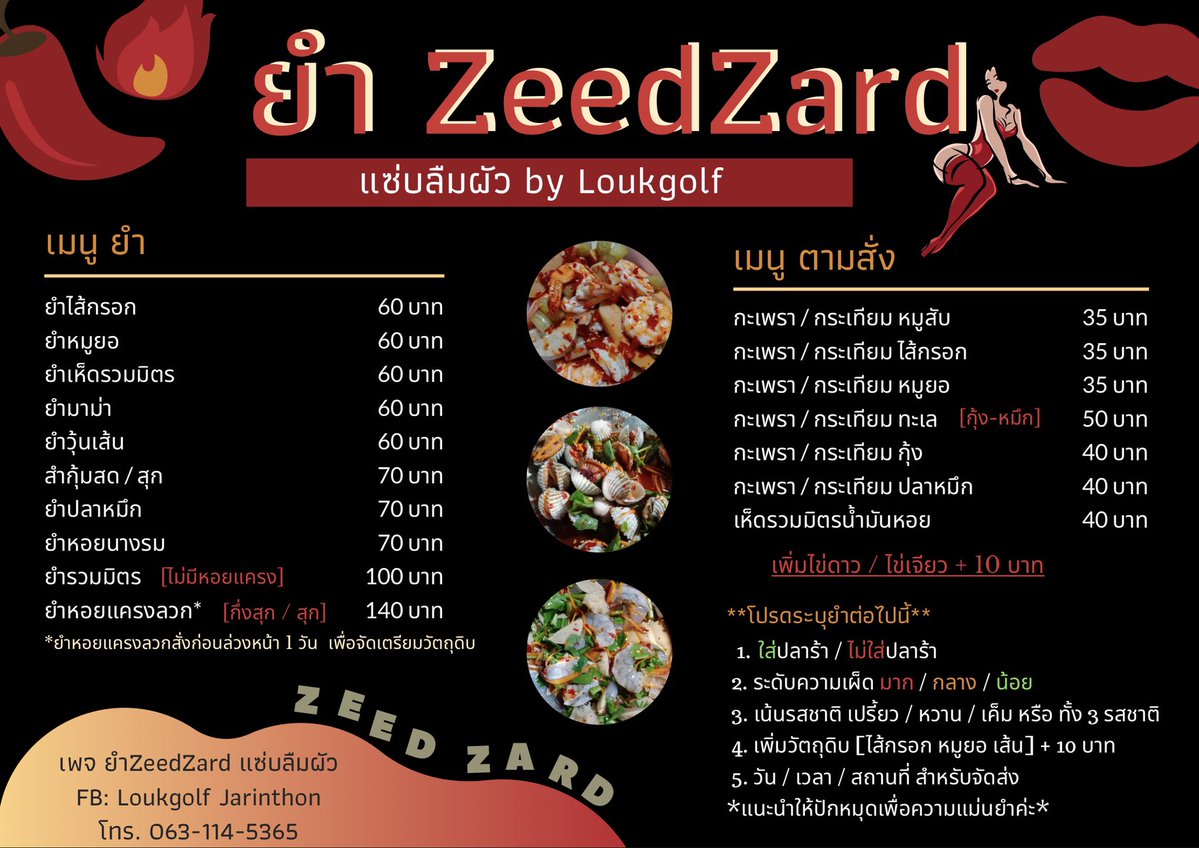 ยำ ZeedZard
แซ่บลืมผัว by Loukgolf
เมนู ยำ
ยำไส้กรอก 60 บาท
ยำหมูยอ 60 บาท
ยำเห็ดรวมมิตร 60 บาท
ยำมาม่า 60 บาท
ยำวุ้นเส้น 60 บาท
สำกุ้มสด / สุก 70 บาท
ยำปลาหมึก 70 บาท
ยำหอยนางรม 70 บาท
ยำรวมมิตร [ไม่มีหอยแครง] 100 บาท
ยำหอยแครงลวก* [กึ่งสุก / สุก] 140 บาท
*ยำหอยแครงลวกสั่งก่อนล่วงหน้า 1 วัน เพื่อจัดเตรียมวัตถุดิบ
เมนู ตามสั่ง
กะเพรา / กระเทียม หมูสับ 35 บาท
กะเพรา / กระเทียม ไส้กรอก 35 บาท
กะเพรา / กระเทียม หมูยอ 35 บาท
กะเพรา / กระเทียม ทะเล [กุ้ง-หมึก] 50 บาท
กะเพรา / กระเทียม กุ้ง 40 บาท
กะเพรา / กระเทียม ปลาหมึก 40 บาท
เห็ดรวมมิตรน้ำมันหอย 40 บาท
เพิ่มไข่ดาว / ไข่เจียว + 10 บาท
**โปรดระบุยำต่อไปนี้**
1. ใส่ปลาร้า / ไม่ใส่ปลาร้า
2. ระดับความเผ็ด มาก / กลาง / น้อย
3. เน้นรสชาติ เปรี้ยว / หวาน / เค็ม หรือ ทั้ง 3 รสชาติ
4. เพิ่มวัตถุดิบ [ไส้กรอก หมูยอ เส้น] + 10 บาท
5. วัน / เวลา / สถานที่ สำหรับจัดส่ง
*แนะนำให้ปักหมุดเพื่อความแม่นยำค่ะ*
ZEED ZARD
เพจ ยำZeedZard แซ่บลืมผัว
FB: Loukgolf Jarinthon
โทร. 063-114-5365